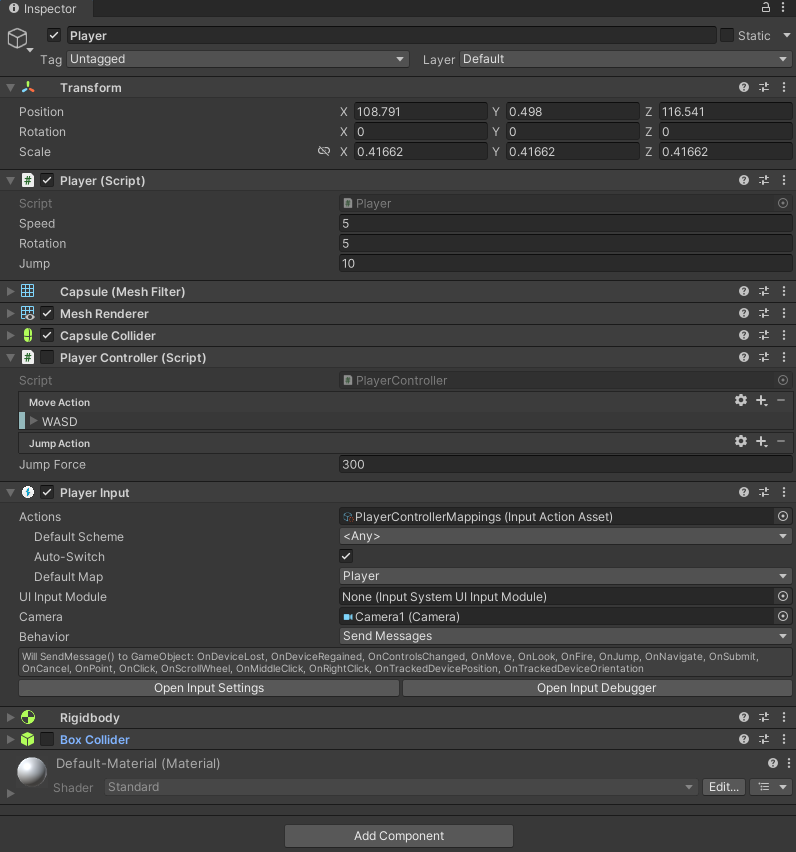 Inspector
Player Static
Tag Untagged Layer Default
Transform
Position X 108.791 Y 0.498 Z 116.541
Rotation X 0 Y 0 Z 0
Scale X 0.41662 Y 0.41662 Z 0.41662
# Player (Script)
Script # Player
Speed 5
Rotation 5
Jump 10
Capsule (Mesh Filter)
Mesh Renderer
Capsule Collider
# Player Controller (Script)
Script # PlayerController
Move Action
WASD
Jump Action
Jump Force 300
Player Input
Actions PlayerControllerMappings (Input Action Asset)
Default Scheme <Any>
Auto-Switch
Default Map Player
UI Input Module None (Input System UI Input Module)
Camera Camera1 (Camera)
Behavior Send Messages
Will SendMessage() to GameObject: OnDeviceLost, OnDeviceRegained, OnControlsChanged, OnMove, OnLook, OnFire, OnJump, OnNavigate, OnSubmit,
OnCancel, OnPoint, OnClick, OnScrollWheel, OnMiddleClick, OnRightClick, OnTrackedDevicePosition, OnTrackedDeviceOrientation
Open Input Settings Open Input Debugger
Rigidbody
Box Collider
Default-Material (Material)
Shader Standard Edit...
Add Component